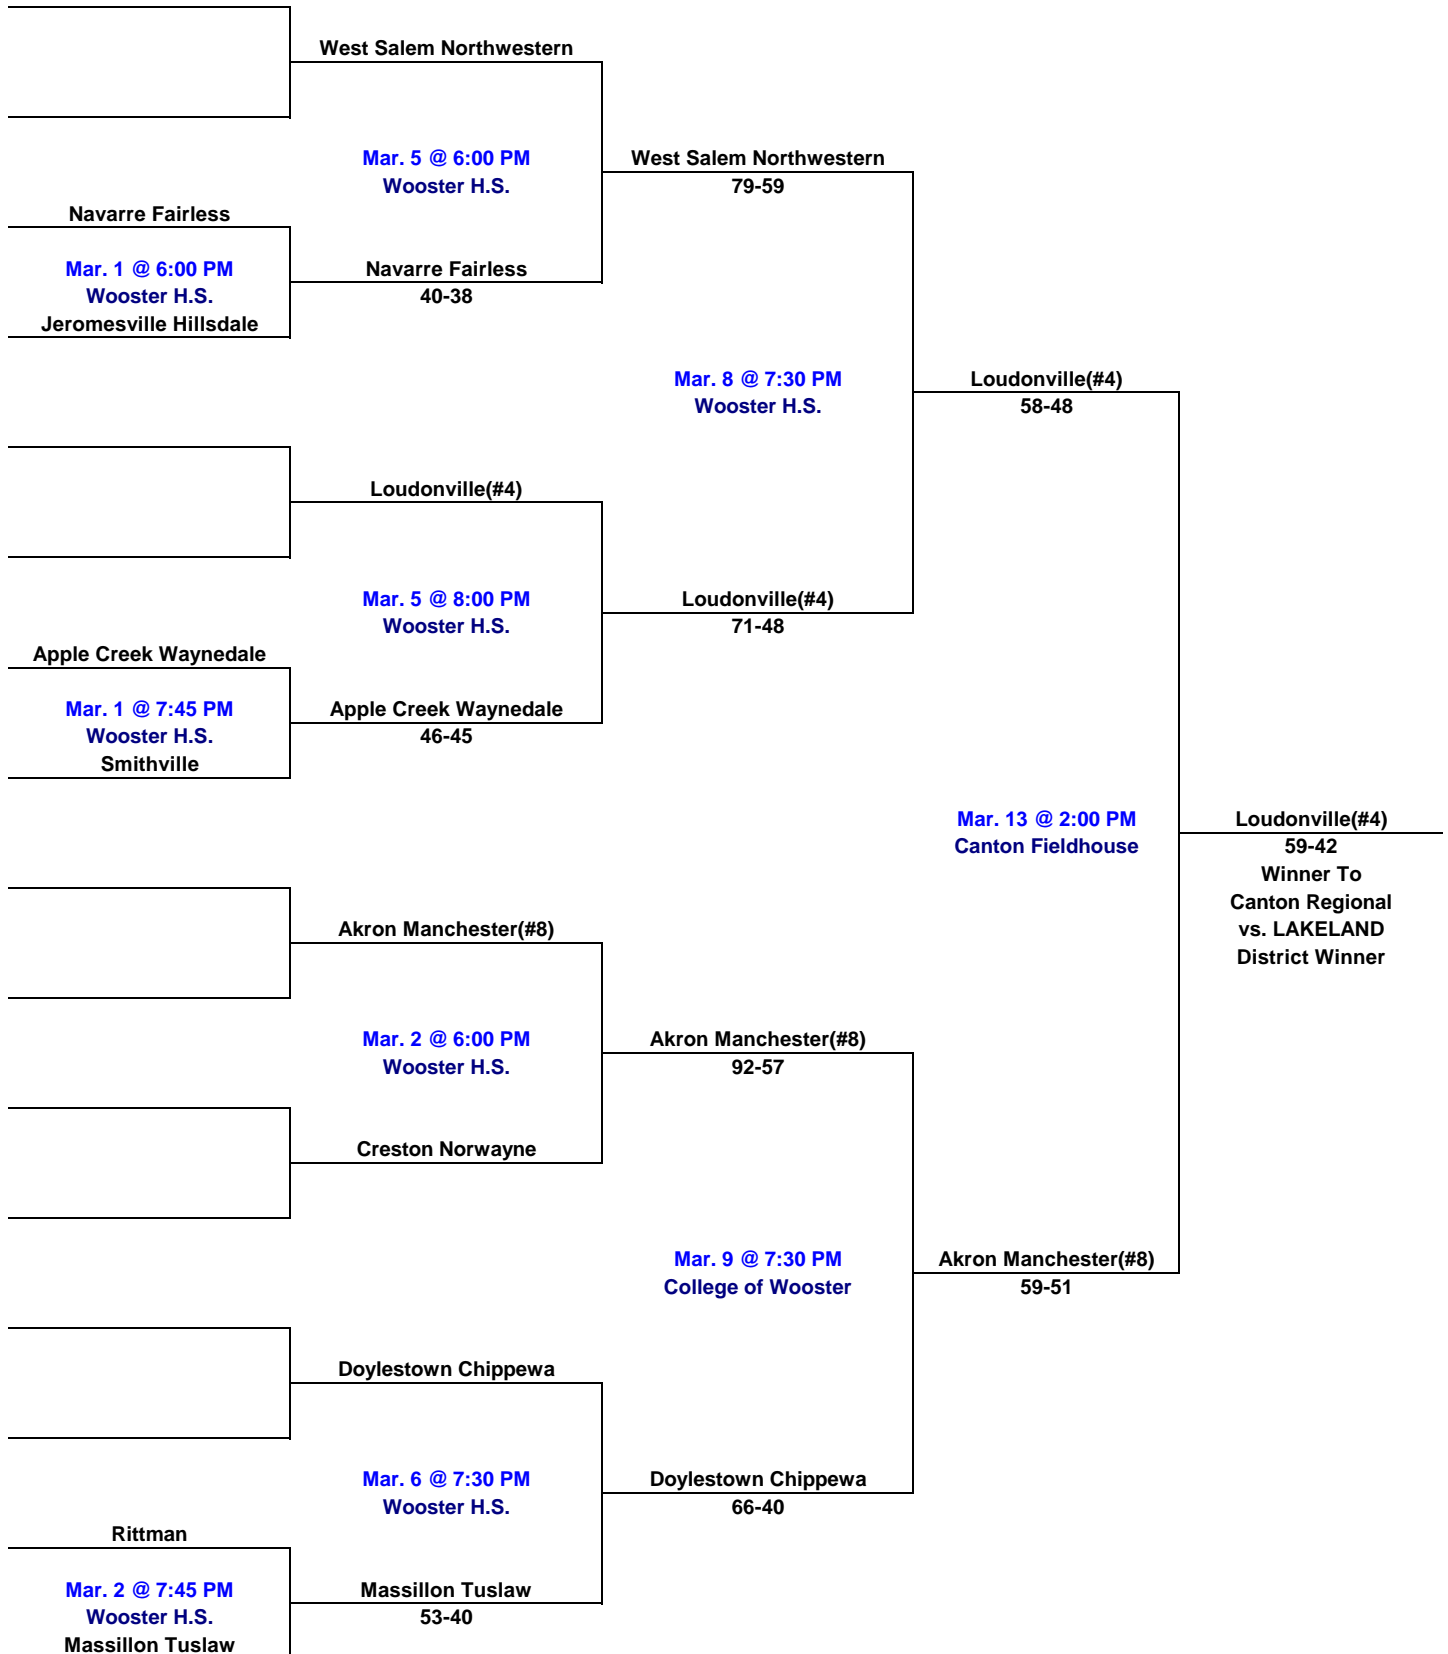 West Salem Northwestern
Mar. 5 @ 6:00 PM
Wooster H.S.
West Salem Northwestern
79-59
Navarre Fairless
Mar. 1 @ 6:00 PM
Wooster H.S.
Jeromesville Hillsdale
Navarre Fairless
40-38
Mar. 8 @ 7:30 PM
Wooster H.S.
Loudonville(#4)
58-48
Loudonville(#4)
Mar. 5 @ 8:00 PM
Wooster H.S.
Loudonville(#4)
71-48
Apple Creek Waynedale
Mar. 1 @ 7:45 PM
Wooster H.S.
Smithville
Apple Creek Waynedale
46-45
Mar. 13 @ 2:00 PM
Canton Fieldhouse
Loudonville(#4)
59-42
Winner To
Canton Regional
vs. LAKELAND
District Winner
Akron Manchester(#8)
Mar. 2 @ 6:00 PM
Wooster H.S.
Akron Manchester(#8)
92-57
Creston Norwayne
Mar. 9 @ 7:30 PM
College of Wooster
Akron Manchester(#8)
59-51
Doylestown Chippewa
Mar. 6 @ 7:30 PM
Wooster H.S.
Doylestown Chippewa
66-40
Rittman
Mar. 2 @ 7:45 PM
Wooster H.S.
Massillon Tuslaw
Massillon Tuslaw
53-40